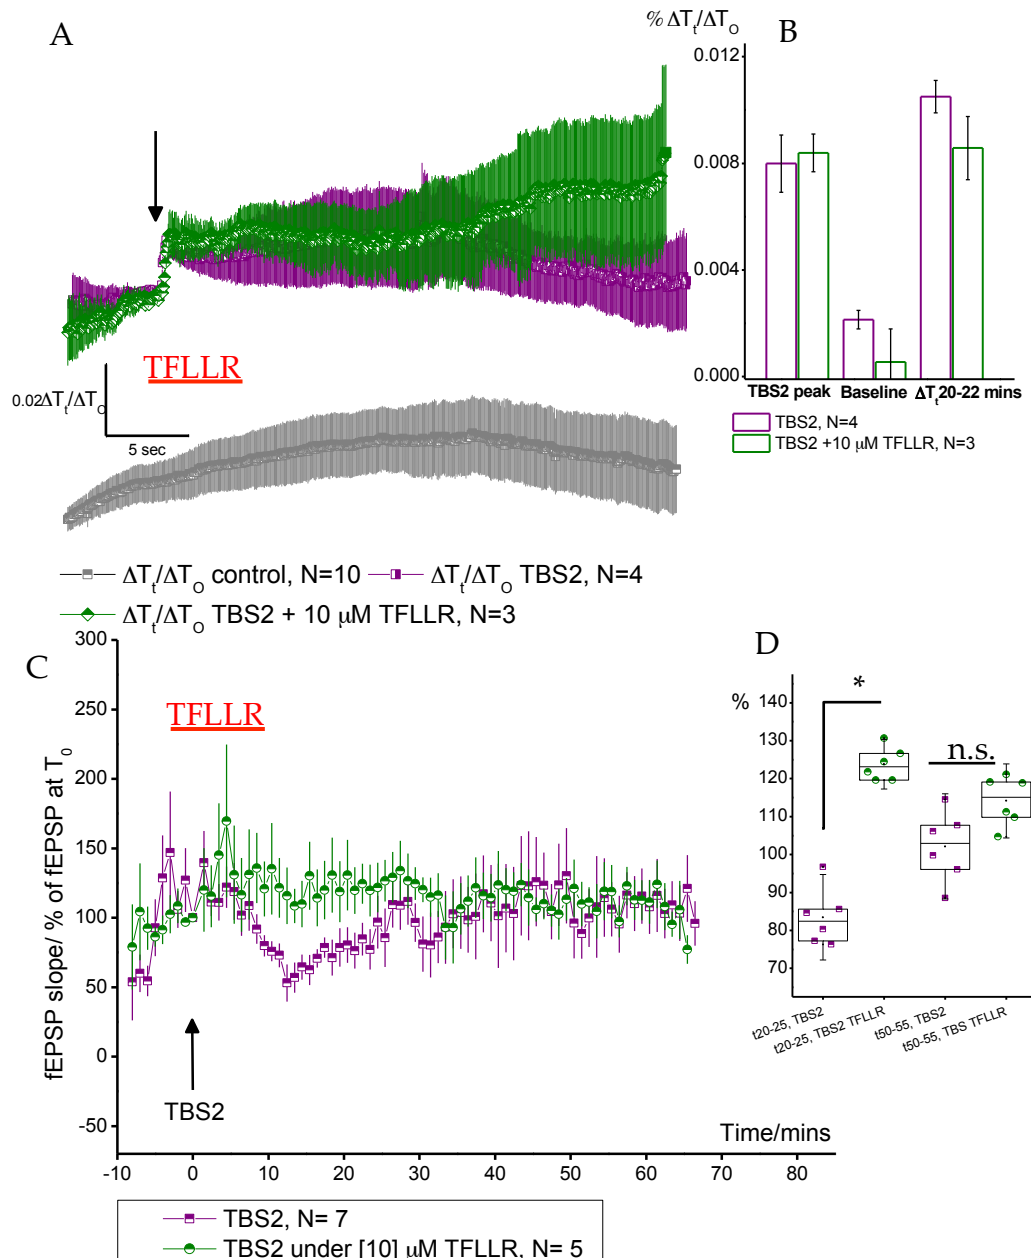 A
% ΔTt/ΔTO
B
0.012
0.008
0.004
0.000
TBS2 peak Baseline ΔTt20-22 mins
TBS2, N=4
TBS2 +10 μM TFLLR, N=3
TFLLR
0.02ΔTt/ΔTO
5 sec
ΔTt/ΔTO control, N=10 ΔTt/ΔTO TBS2, N=4
ΔTt/ΔTO TBS2 + 10 μM TFLLR, N=3
C
300
250
200
150
100
50
0
-50
fEPSP slope/ % of fEPSP at T0
TFLLR
TBS2
Time/mins
-10 0 10 20 30 40 50 60 70 80
TBS2, N= 7
TBS2 under [10] μM TFLLR, N= 5
D
%
140
130
120
110
100
90
80
70
*
n.s.
t20-25, TBS2
t20-25, TBS2 TFLLR
t50-55, TBS2
t50-55, TBS TFLLR